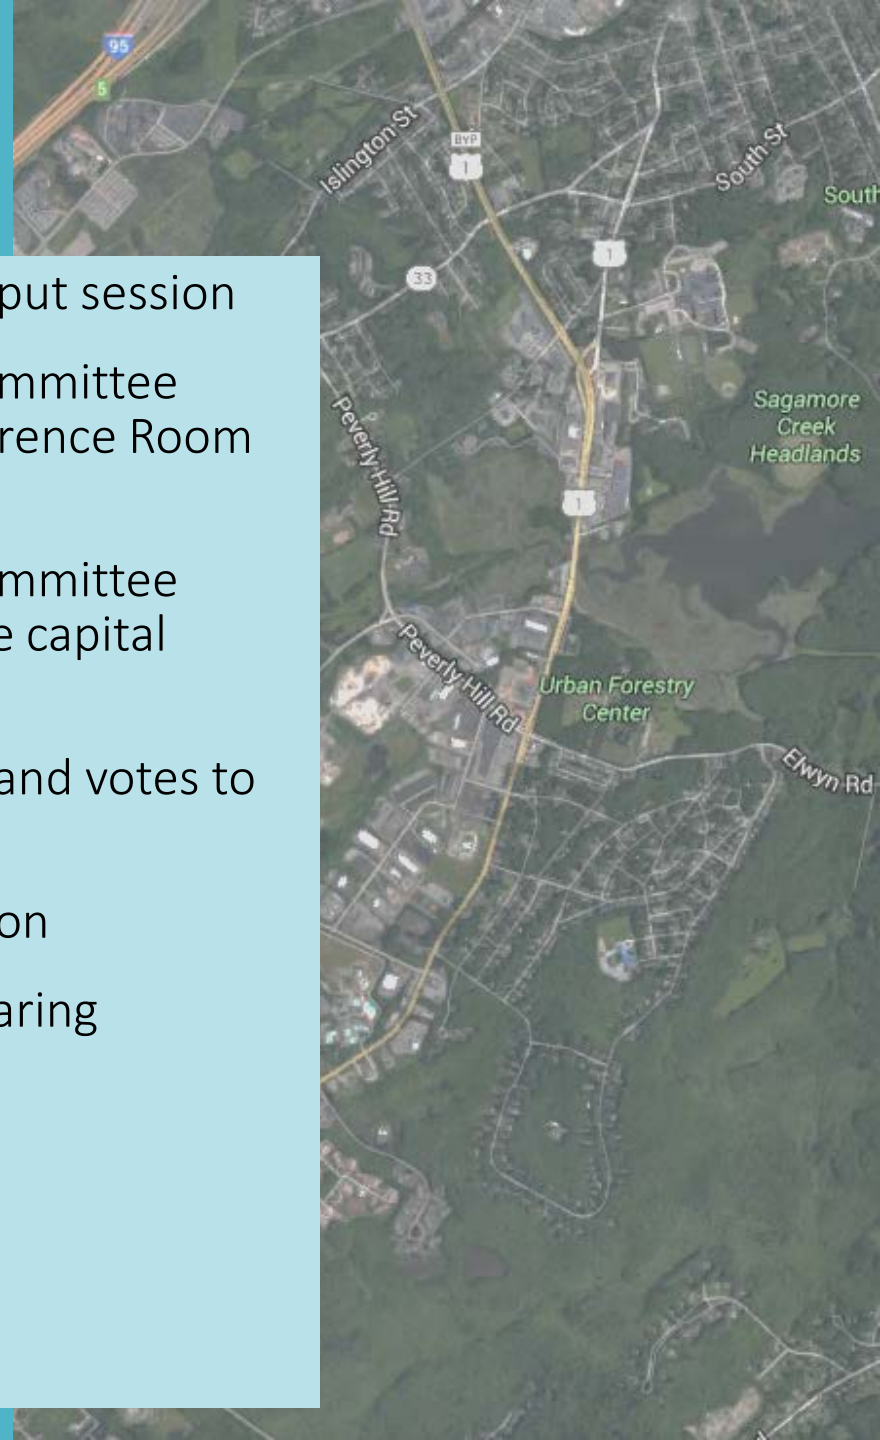 95
5
Islington St
BYP
1
South St
South
1
33
put session
mmittee
rence Room
Peverly Hill Rd
Sagamore
Creek
Headlands
1
mmittee
e capital
Peverly Hill Rd
Urban Forestry
Center
and votes to
Elwyn Rd
on
aring